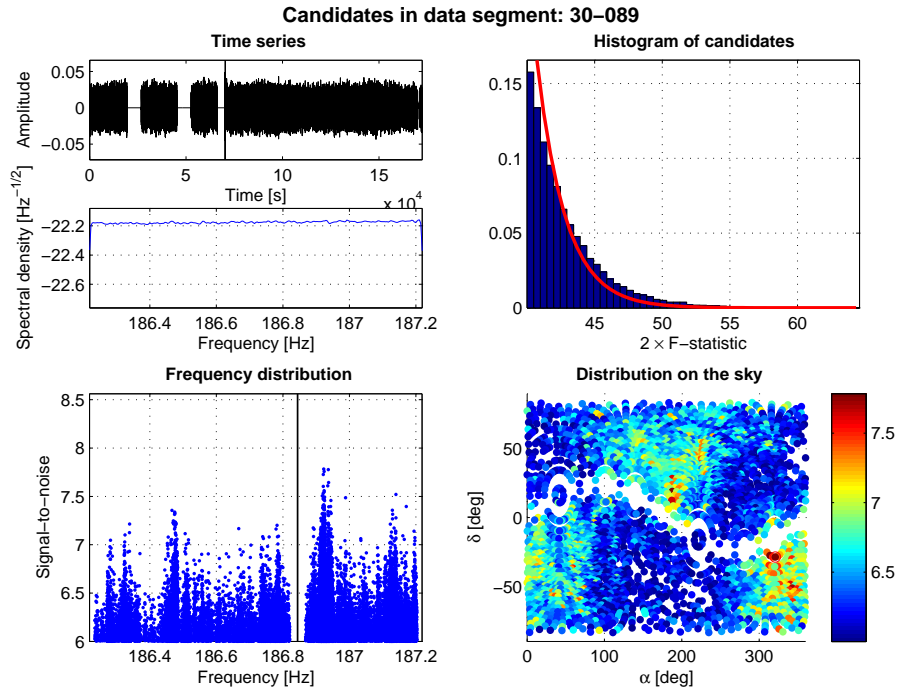 Candidates in data segment: 30−089
Time series
Amplitude
0.05
0
−0.05
0
5
10
15
Time [s]
x 10^4
Spectral density [Hz^−1/2]
−22.2
−22.4
−22.6
186.4
186.6
186.8
187
187.2
Frequency [Hz]
Histogram of candidates
0.15
0.1
0.05
0
45
50
55
60
2 × F−statistic
Frequency distribution
Signal−to−noise
8.5
8
7.5
7
6.5
6
186.4
186.6
186.8
187
187.2
Frequency [Hz]
Distribution on the sky
δ [deg]
50
0
−50
0
100
200
300
α [deg]
7.5
7
6.5